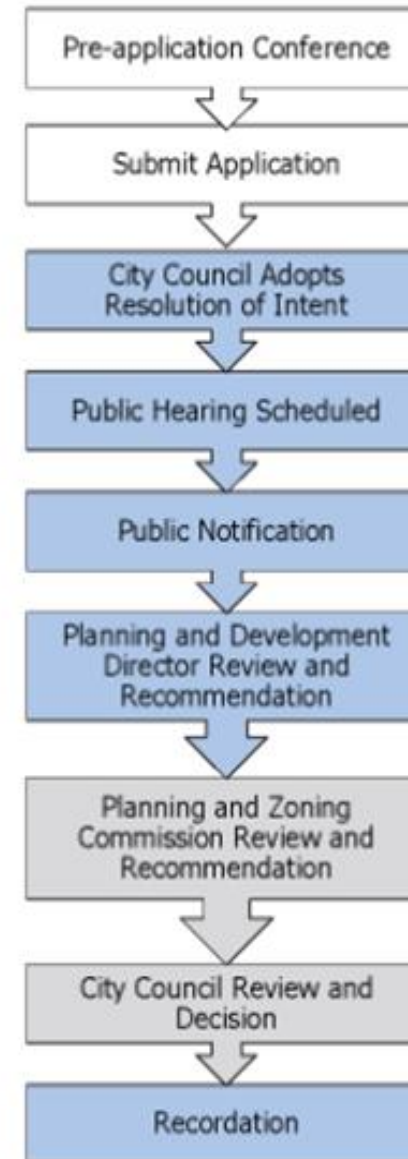 Pre-application Conference
Submit Application
City Council Adopts
Resolution of Intent
Public Hearing Scheduled
Public Notification
Planning and Development
Director Review and
Recommendation
Planning and Zoning
Commission Review and
Recommendation
City Council Review and
Decision
Recordation